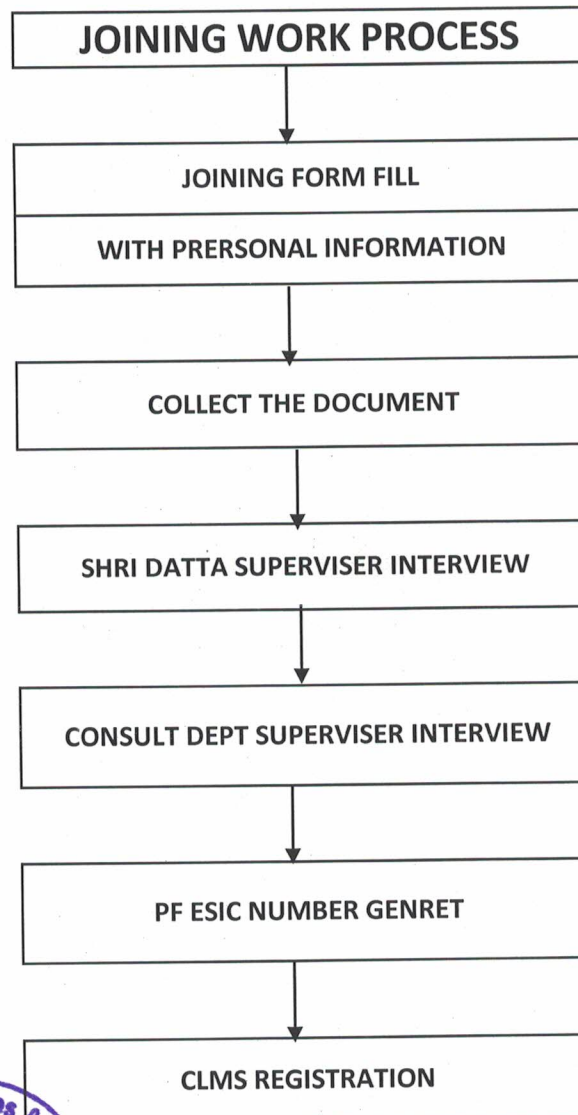 JOINING WORK PROCESS
JOINING FORM FILL
WITH PRERSONAL INFORMATION
COLLECT THE DOCUMENT
SHRI DATTA SUPERVISER INTERVIEW
CONSULT DEPT SUPERVISER INTERVIEW
PF ESIC NUMBER GENRET
CLMS REGISTRATION